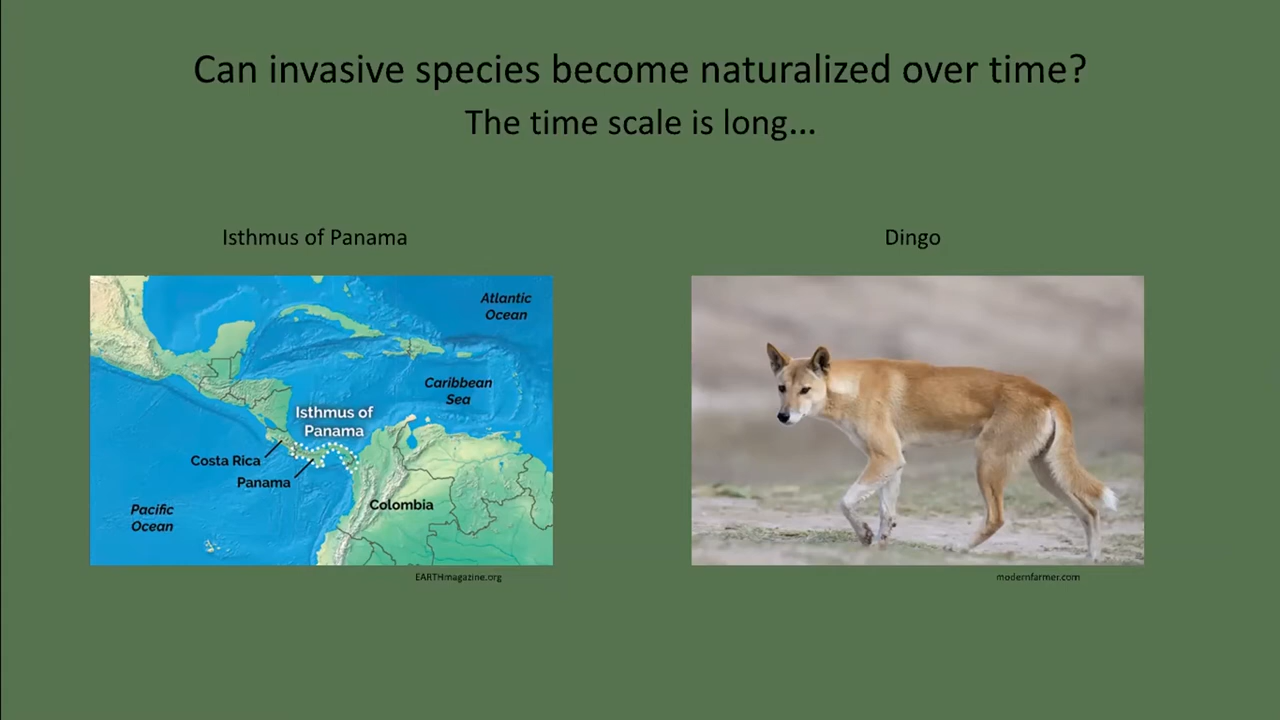 Can invasive species become naturalized over time?
The time scale is long...
Isthmus of Panama
Dingo
Atlantic
Ocean
Caribbean
Sea
Isthmus of
Panama
Costa Rica
Panama
Colombia
Pacific
Ocean
EARTHmagazine.org
modernfarmer.com